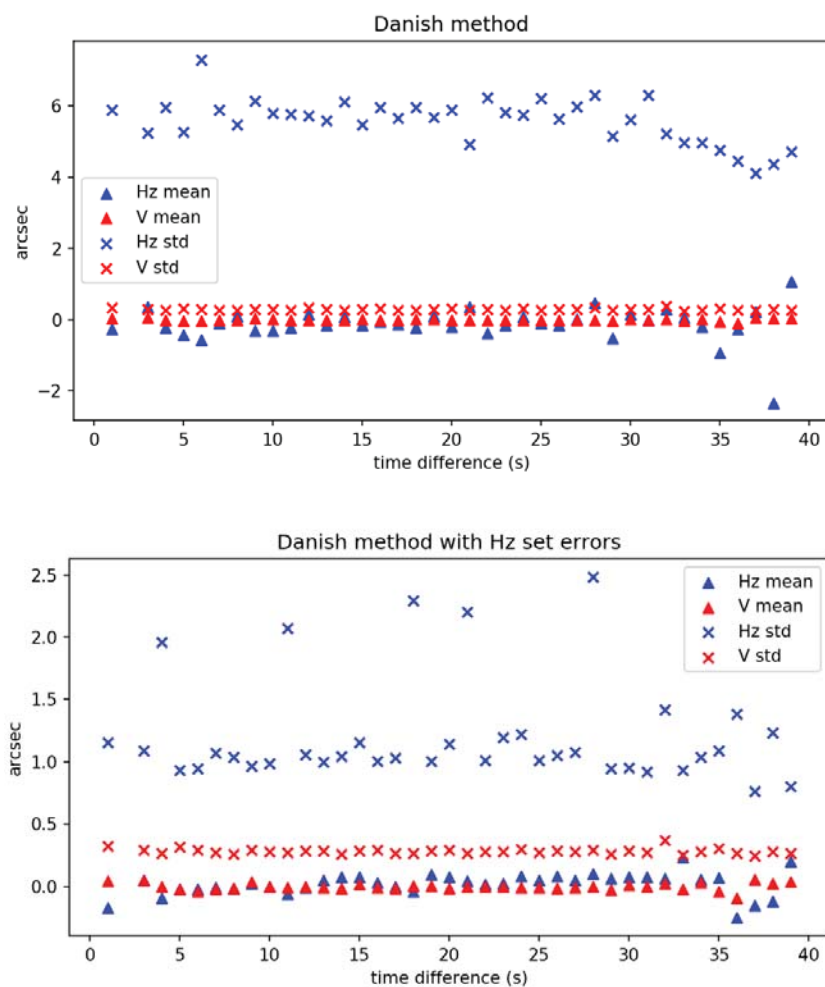 Danish method
6
4
2
0
−2
arcsec
Hz mean
V mean
Hz std
V std
0 5 10 15 20 25 30 35 40
time difference (s)
Danish method with Hz set errors
2.5
2.0
1.5
1.0
0.5
0.0
arcsec
Hz mean
V mean
Hz std
V std
0 5 10 15 20 25 30 35 40
time difference (s)